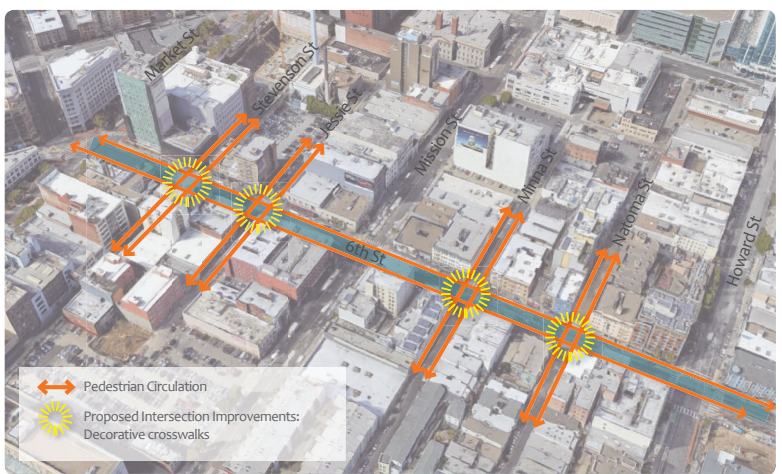 Market St
Stevenson St
Jessie St
Mission St
Minna St
Natoma St
Howard St
6th St
Pedestrian Circulation
Proposed Intersection Improvements:
Decorative crosswalks